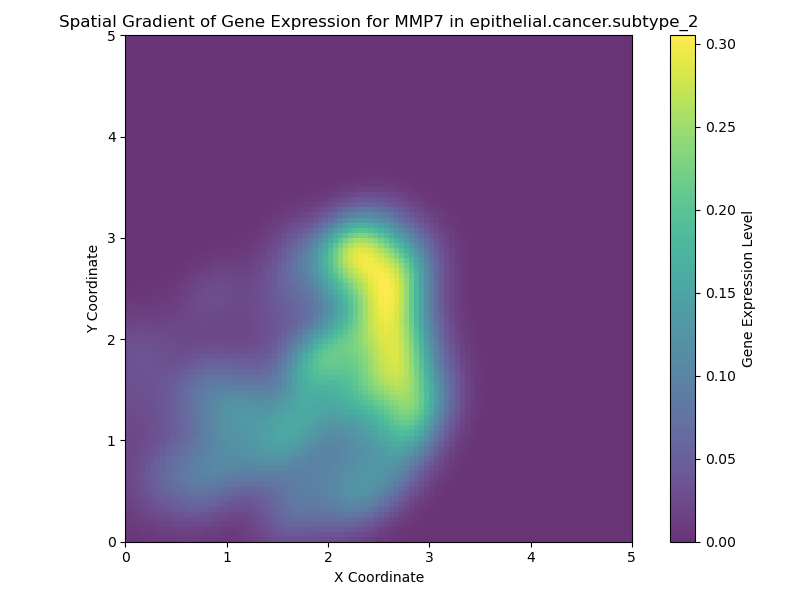 Spatial Gradient of Gene Expression for MMP7 in epithelial.cancer.subtype_2
5
4
3
2
1
0
Y Coordinate
0 1 2 3 4 5
X Coordinate
0.30
0.25
0.20
0.15
0.10
0.05
0.00
Gene Expression Level